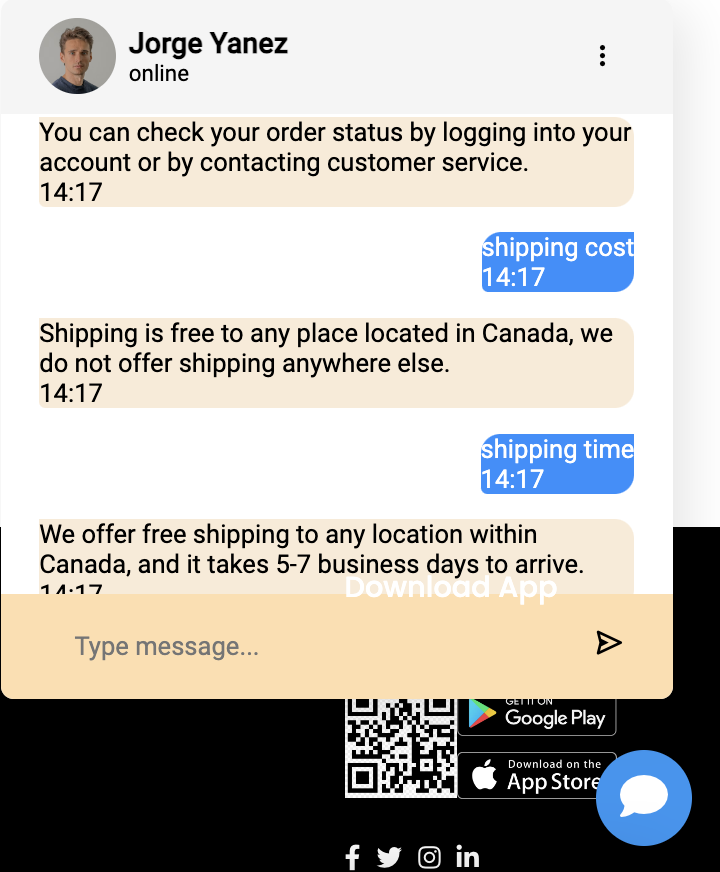 Jorge Yanez
online
You can check your order status by logging into your
account or by contacting customer service.
14:17
shipping cost
14:17
Shipping is free to any place located in Canada, we
do not offer shipping anywhere else.
14:17
shipping time
14:17
We offer free shipping to any location within
Canada, and it takes 5-7 business days to arrive.
14:17
Download App
Type message...
GET IT ON
Google Play
Download on the
App Store